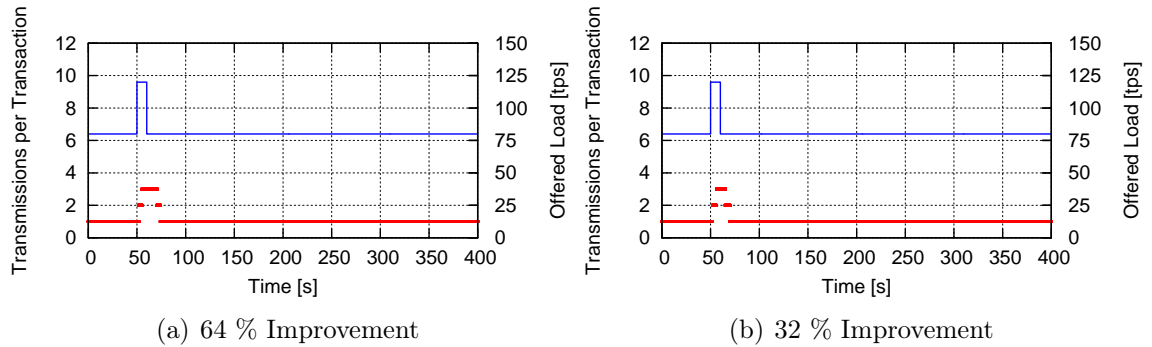 Transmissions per Transaction
12
10
8
6
4
2
0
150
125
100
75
50
25
0
Offered Load [tps]
0 50 100 150 200 250 300 350 400
Time [s]
(a) 64 % Improvement
Transmissions per Transaction
12
10
8
6
4
2
0
150
125
100
75
50
25
0
Offered Load [tps]
0 50 100 150 200 250 300 350 400
Time [s]
(b) 32 % Improvement